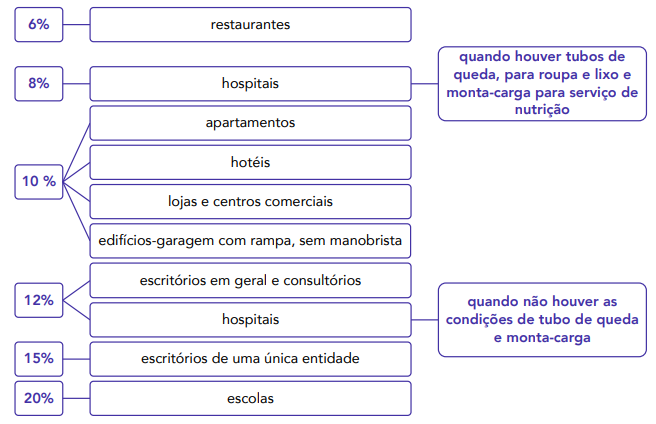 6%
restaurantes
8%
hospitais
quando houver tubos de
queda, para roupa e lixo e
monta-carga para serviço de
nutrição
10 %
apartamentos
hotéis
lojas e centros comerciais
edifícios-garagem com rampa, sem manobrista
12%
escritórios em geral e consultórios
hospitais
quando não houver as
condições de tubo de queda
e monta-carga
15%
escritórios de uma única entidade
20%
escolas